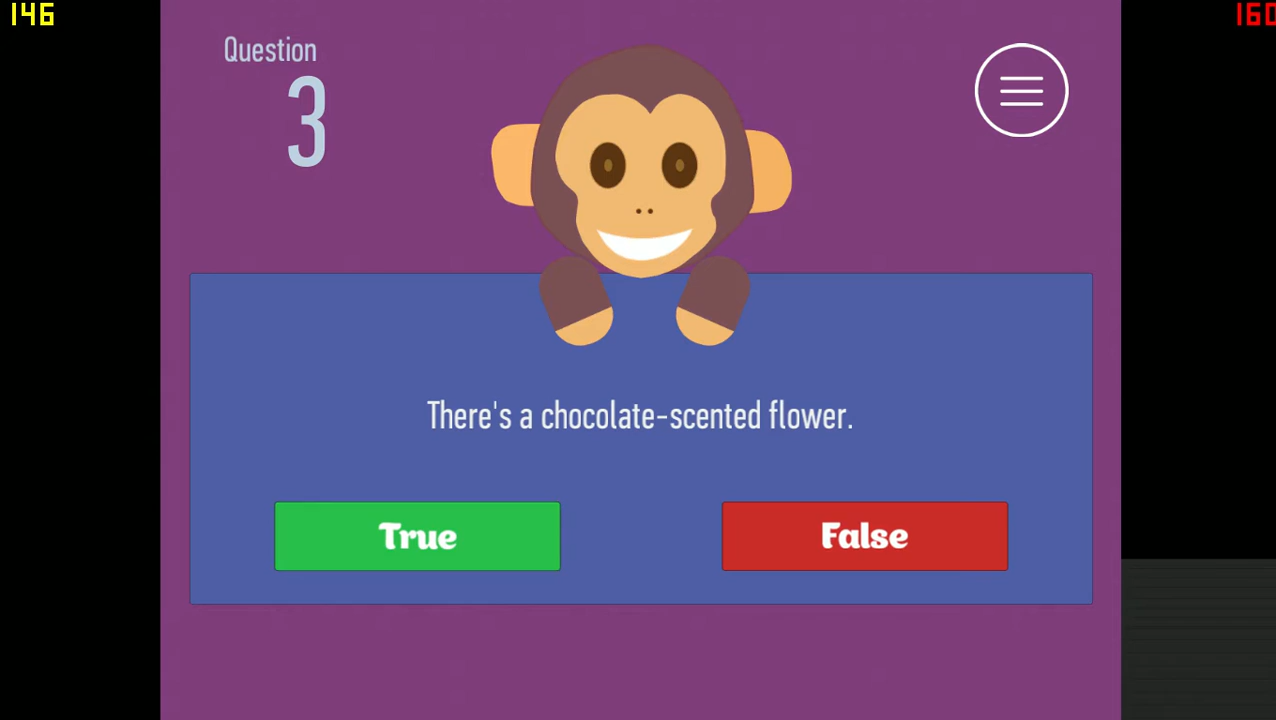 146
160
Question
3
There's a chocolate-scented flower.
True
False